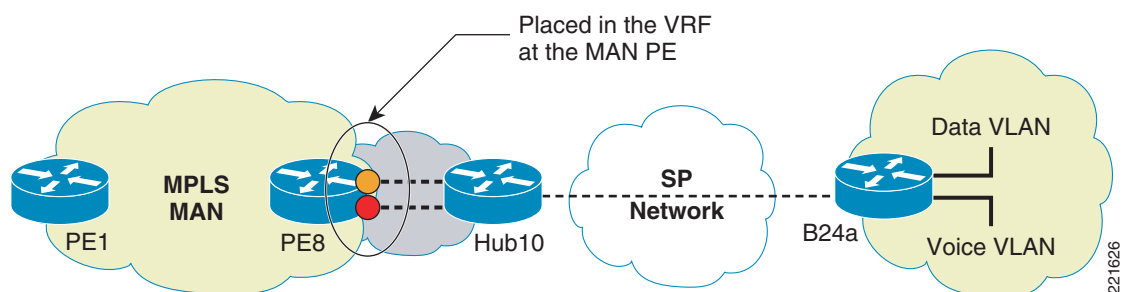 Placed in the VRF
at the MAN PE
MPLS
MAN
SP
Network
Data VLAN
Voice VLAN
PE1
PE8
Hub10
B24a
221626